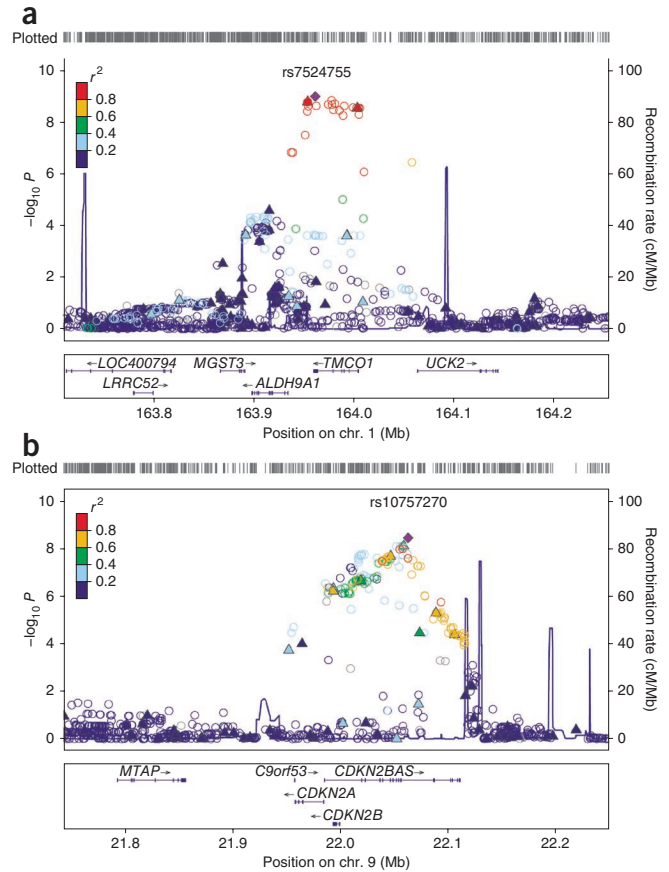 a
Plotted
rs7524755
r²
0.8
0.6
0.4
0.2
10
8
6
4
2
0
–log₁₀ P
100
80
60
40
20
0
Recombination rate (cM/Mb)
←LOC400794
MGST3→
←TMCO1
UCK2→
LRRC52→
←ALDH9A1
163.8
163.9
164.0
164.1
164.2
Position on chr. 1 (Mb)
b
Plotted
rs10757270
r²
0.8
0.6
0.4
0.2
10
8
6
4
2
0
–log₁₀ P
100
80
60
40
20
0
Recombination rate (cM/Mb)
MTAP→
C9orf53→
CDKN2BAS→
←CDKN2A
←CDKN2B
21.8
21.9
22.0
22.1
22.2
Position on chr. 9 (Mb)